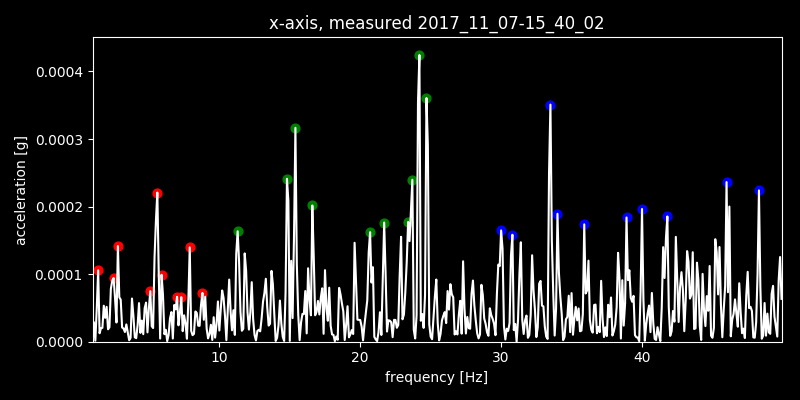 x-axis, measured 2017_11_07-15_40_02
acceleration [g]
0.0004
0.0003
0.0002
0.0001
0.0000
10 20 30 40
frequency [Hz]